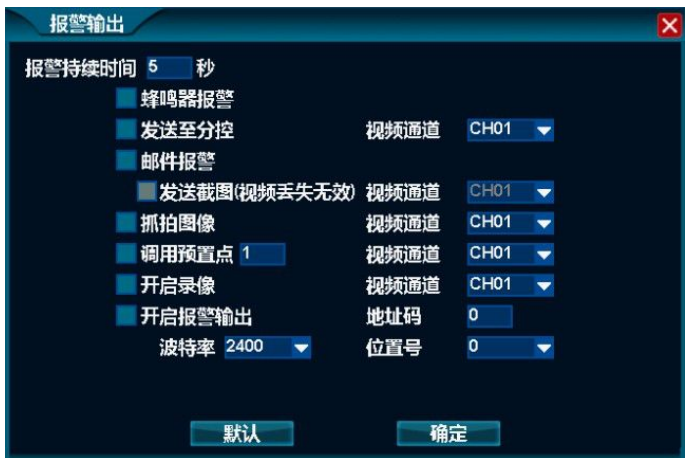 报警输出
报警持续时间 5 秒
蜂鸣器报警
发送至分控 视频通道 CH01
邮件报警
发送截图(视频丢失无效) 视频通道 CH01
抓拍图像 视频通道 CH01
调用预置点 1 视频通道 CH01
开启录像 视频通道 CH01
开启报警输出 地址码 0
波特率 2400 位置号 0
默认 确定